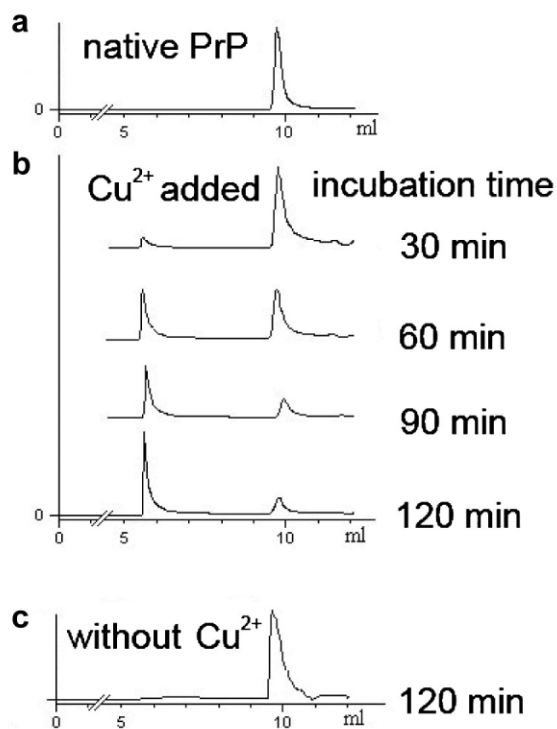 a
native PrP
0
0 5 10 ml
b
Cu²⁺ added incubation time
30 min
60 min
90 min
120 min
0
0 5 10 ml
c
without Cu²⁺
120 min
0
0 5 10 ml